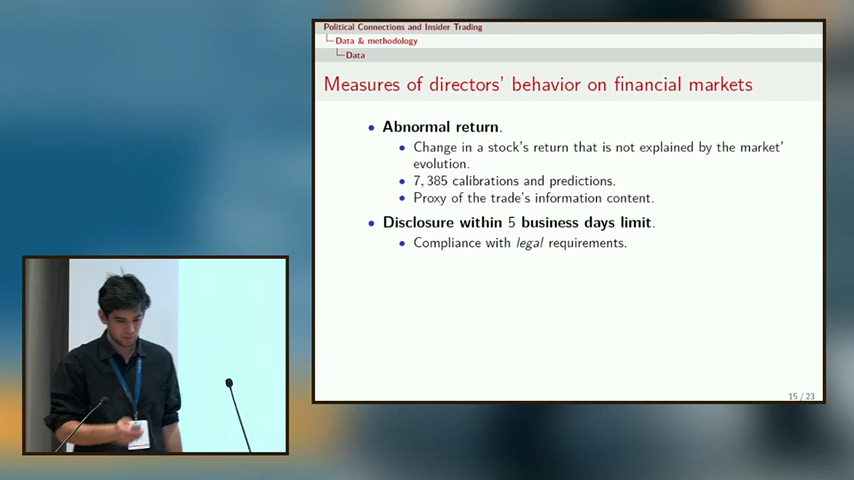 Political Connections and Insider Trading
Data & methodology
Data
Measures of directors' behavior on financial markets
• Abnormal return.
• Change in a stock's return that is not explained by the market'
evolution.
• 7,385 calibrations and predictions.
• Proxy of the trade's information content.
• Disclosure within 5 business days limit.
• Compliance with legal requirements.
15 / 23